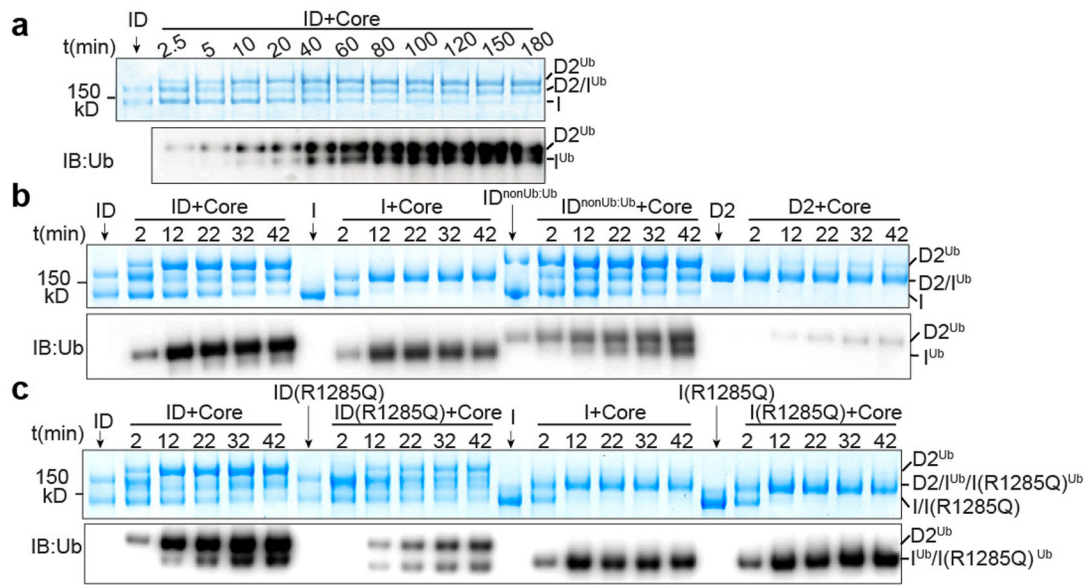 a
ID
ID+Core
t(min) 2.5 5 10 20 40 60 80 100 120 150 180
150 kD
D2^Ub
D2/I^Ub
I
IB:Ub
D2^Ub
I^Ub
b
ID ID+Core I I+Core ID^nonUb:Ub ID^nonUb:Ub+Core D2 D2+Core
t(min) 2 12 22 32 42 2 12 22 32 42 2 12 22 32 42 2 12 22 32 42
150 kD
D2^Ub
D2/I^Ub
I
IB:Ub
D2^Ub
I^Ub
c
ID ID+Core ID(R1285Q) ID(R1285Q)+Core I I+Core I(R1285Q) I(R1285Q)+Core
t(min) 2 12 22 32 42 2 12 22 32 42 2 12 22 32 42 2 12 22 32 42
150 kD
D2^Ub
D2/I^Ub/I(R1285Q)^Ub
I/I(R1285Q)
IB:Ub
D2^Ub
I^Ub/I(R1285Q)^Ub